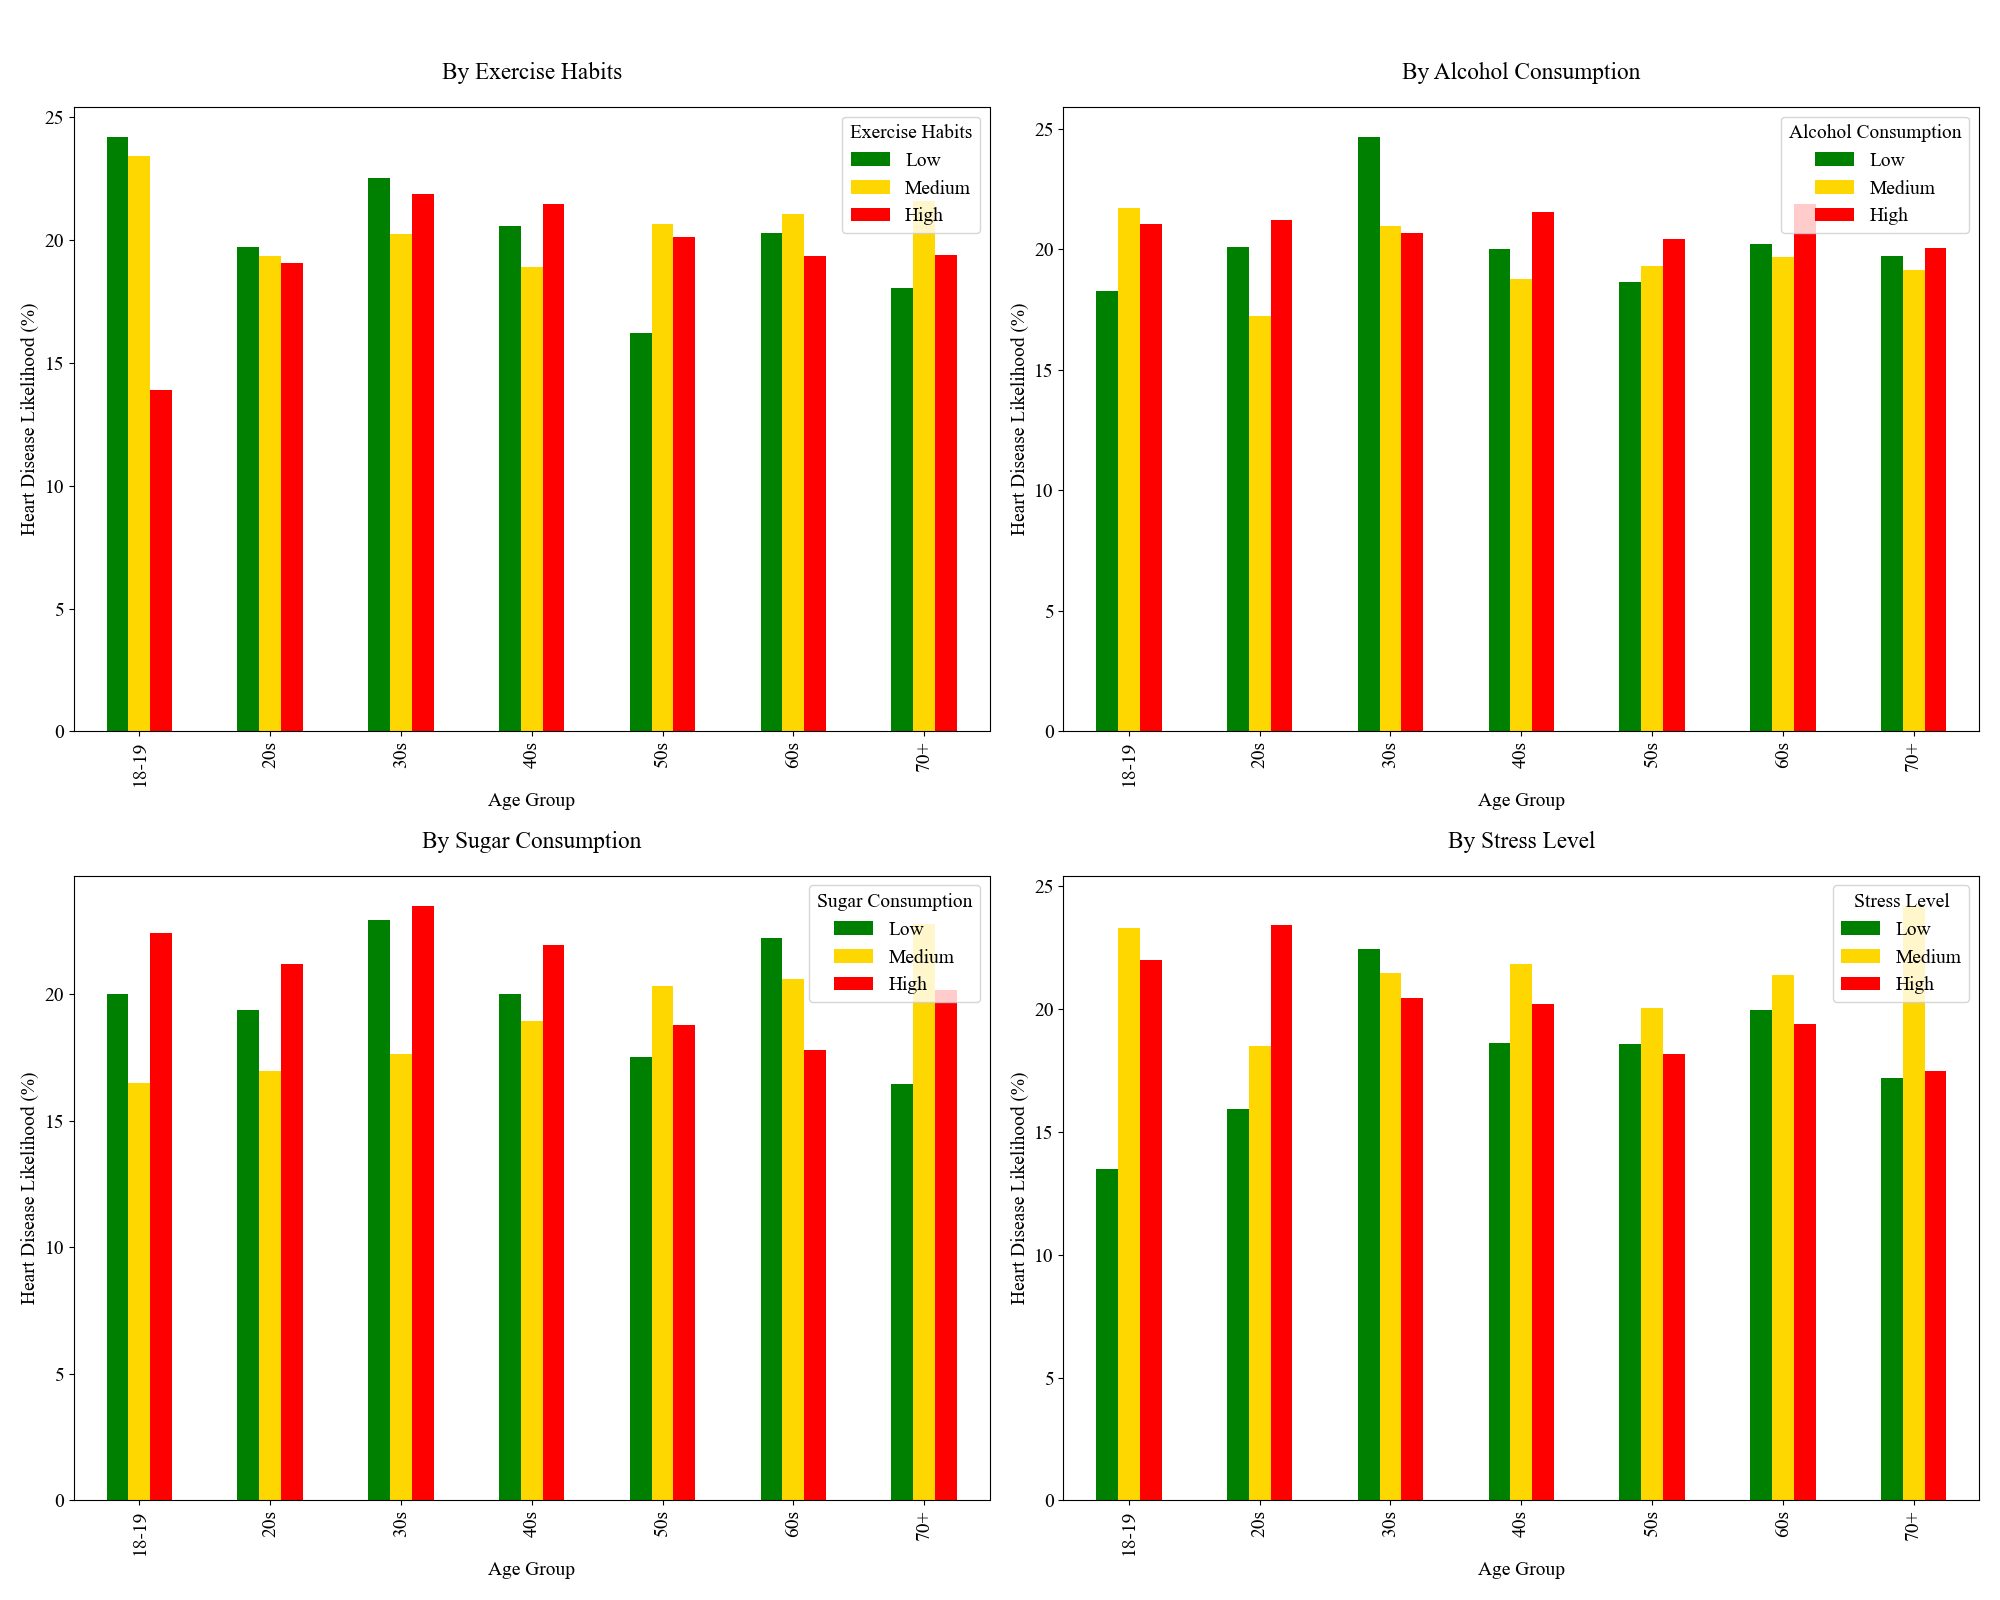 By Exercise Habits
25
20
15
10
5
0
Heart Disease Likelihood (%)
Exercise Habits
Low
Medium
High
18-19
20s
30s
40s
50s
60s
70+
Age Group
By Alcohol Consumption
25
20
15
10
5
0
Heart Disease Likelihood (%)
Alcohol Consumption
Low
Medium
High
18-19
20s
30s
40s
50s
60s
70+
Age Group
By Sugar Consumption
20
15
10
5
0
Heart Disease Likelihood (%)
Sugar Consumption
Low
Medium
High
18-19
20s
30s
40s
50s
60s
70+
Age Group
By Stress Level
25
20
15
10
5
0
Heart Disease Likelihood (%)
Stress Level
Low
Medium
High
18-19
20s
30s
40s
50s
60s
70+
Age Group